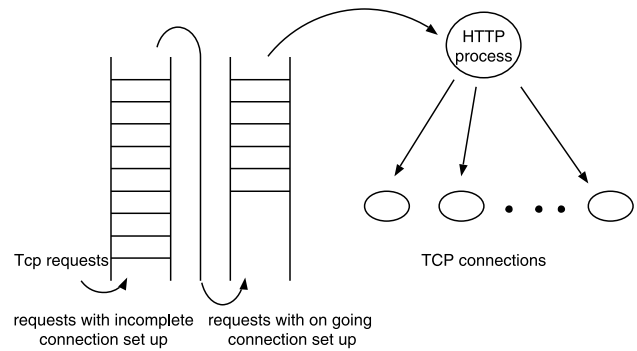 HTTP
process
Tcp requests
TCP connections
requests with incomplete
connection set up
requests with on going
connection set up